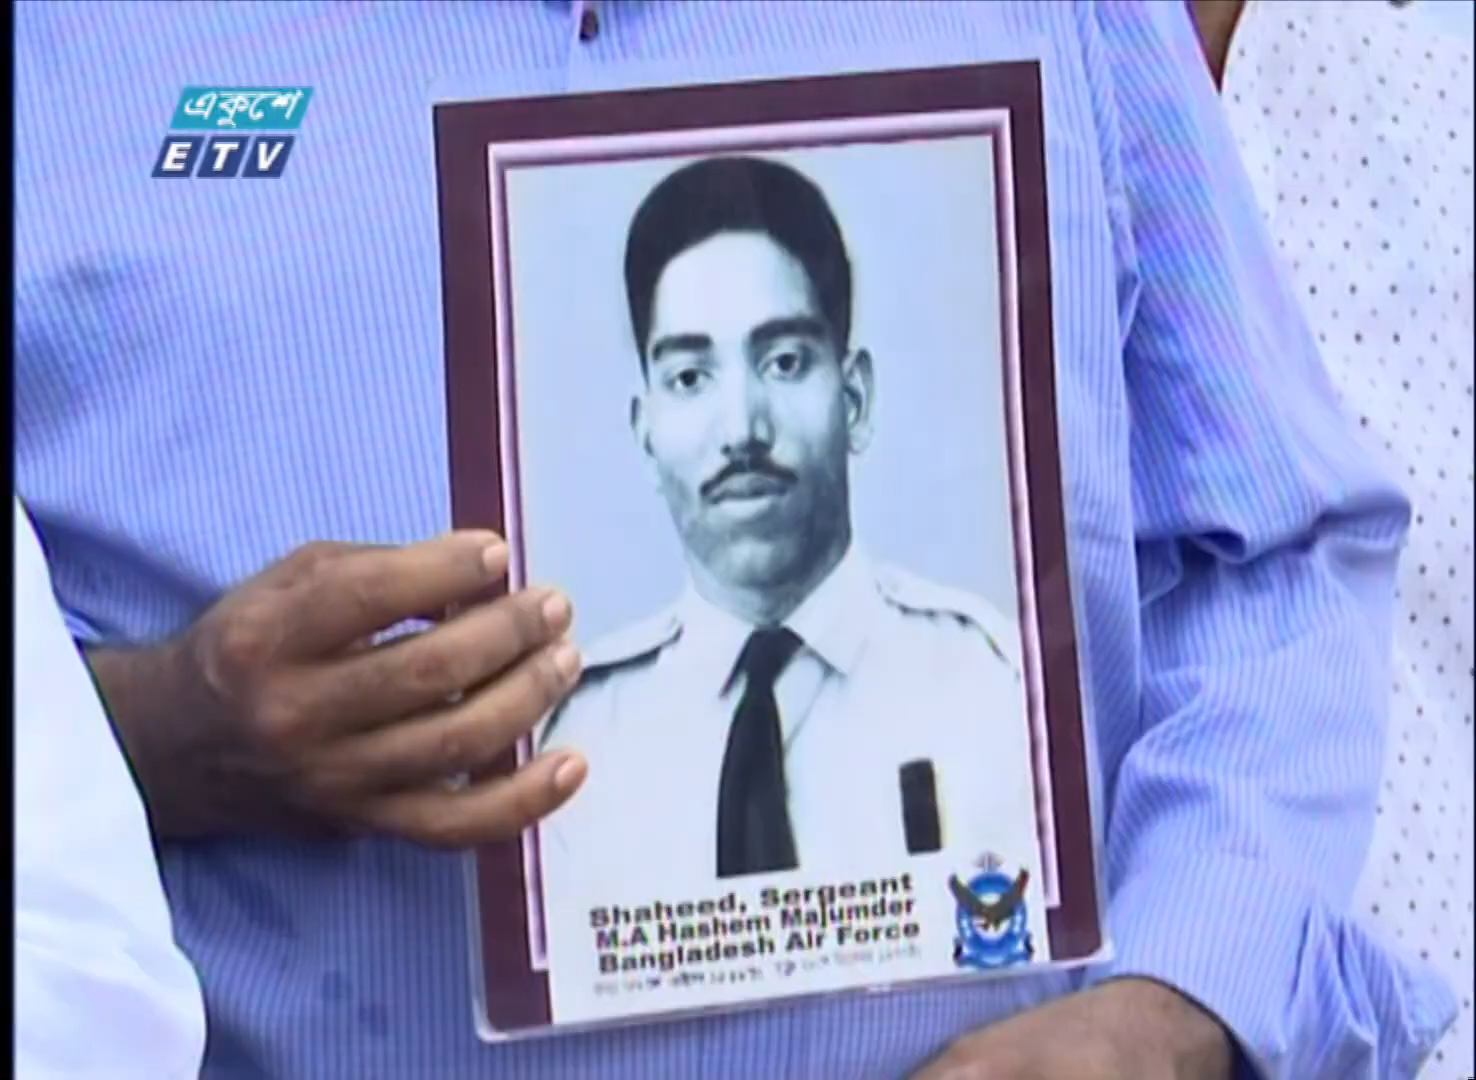 একুশে
ETV
Shaheed, Sergeant
M.A Hashem Majumder
Bangladesh Air Force